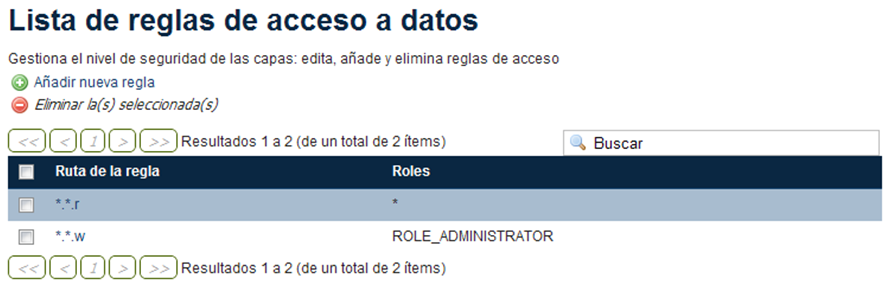 Lista de reglas de acceso a datos
Gestiona el nivel de seguridad de las capas: edita, añade y elimina reglas de acceso
Añadir nueva regla
Eliminar la(s) seleccionada(s)
<< < 1 > >> Resultados 1 a 2 (de un total de 2 ítems) Buscar
Ruta de la regla Roles
*.*.r *
*.*.w ROLE_ADMINISTRATOR
<< < 1 > >> Resultados 1 a 2 (de un total de 2 ítems)